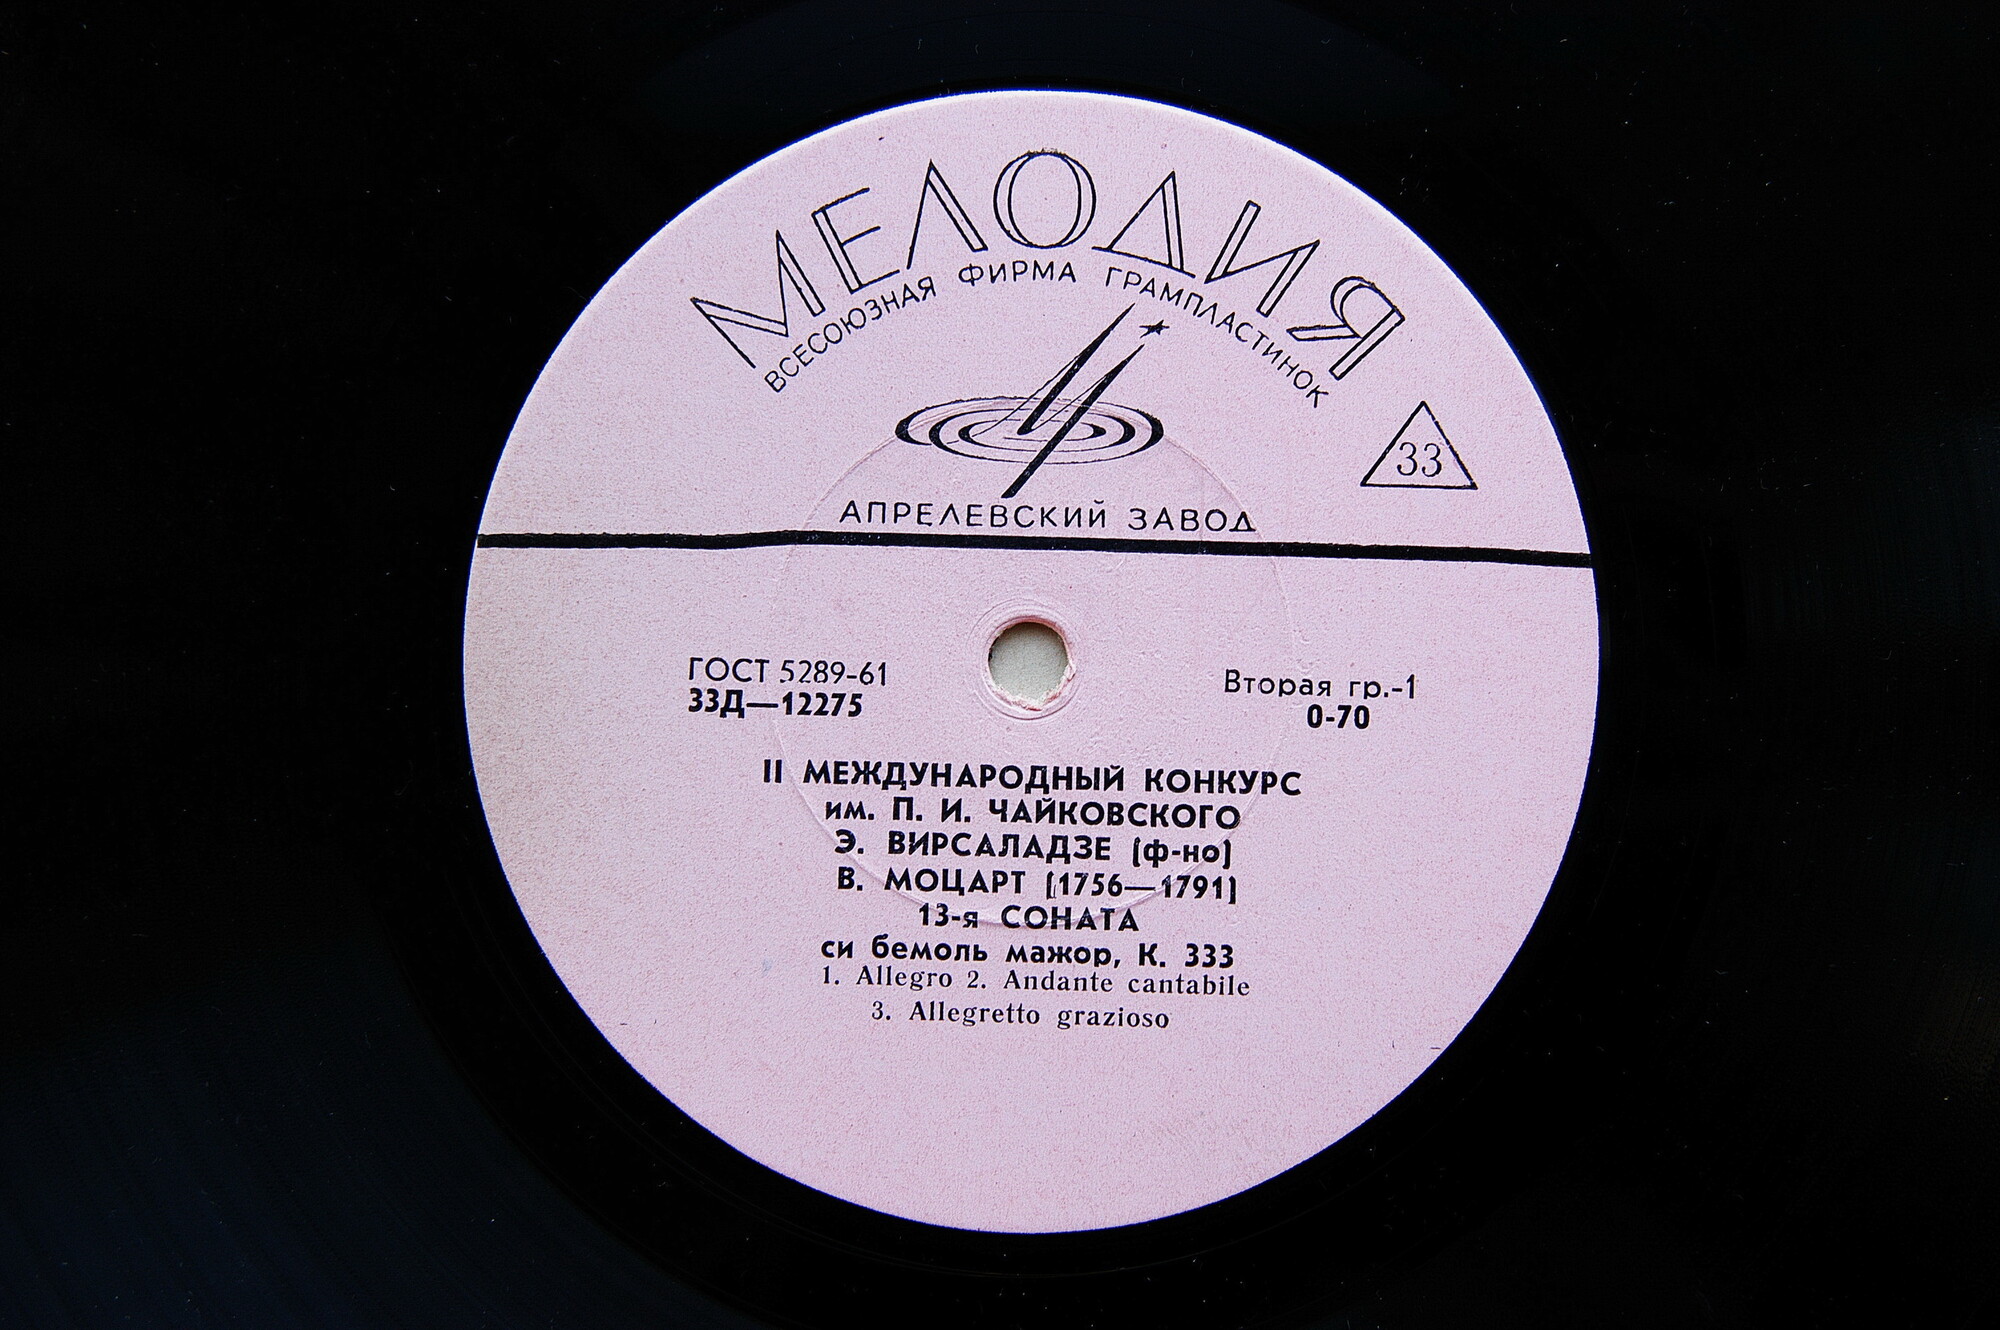 МЕЛОДИЯ
ВСЕСОЮЗНАЯ ФИРМА ГРАМПЛАСТИНОК
33
АПРЕЛЕВСКИЙ ЗАВОД
ГОСТ 5289-61
33Д—12275
Вторая гр.-1
0-70
II МЕЖДУНАРОДНЫЙ КОНКУРС
им. П. И. ЧАЙКОВСКОГО
Э. ВИРСАЛАДЗЕ (ф-но)
В. МОЦАРТ (1756—1791)
13-я СОНАТА
си бемоль мажор, К. 333
1. Allegro 2. Andante cantabile
3. Allegretto grazioso